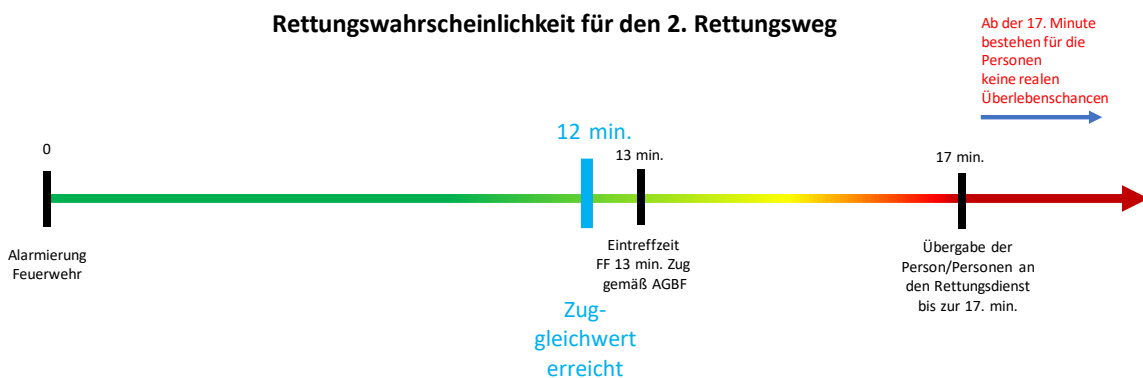 Rettungswahrscheinlichkeit für den 2. Rettungsweg
Ab der 17. Minute
bestehen für die
Personen
keine realen
Überlebenschancen
0
12 min.
13 min.
17 min.
Alarmierung
Feuerwehr
Eintreffzeit
FF 13 min. Zug
gemäß AGBF
Übergabe der
Person/Personen an
den Rettungsdienst
bis zur 17. min.
Zug-
gleichwert
erreicht